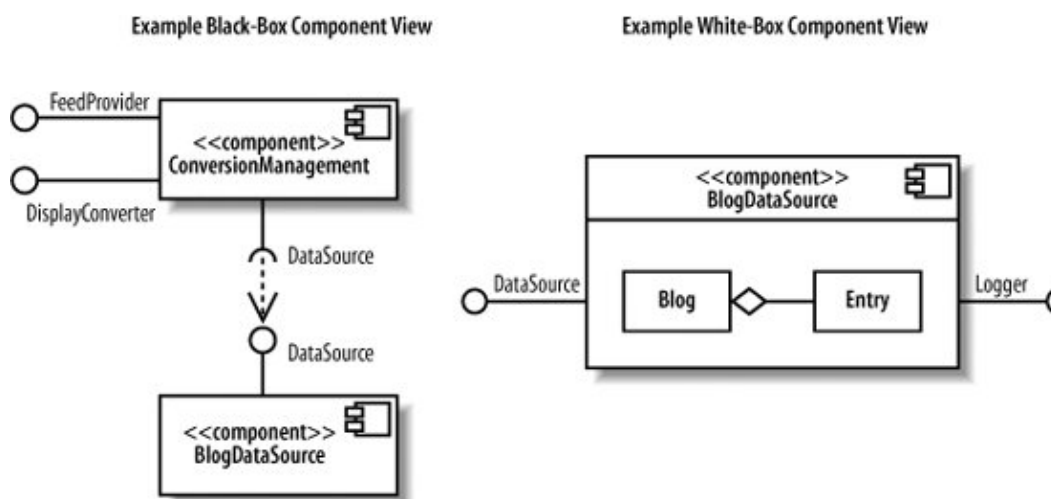 Example Black-Box Component View
FeedProvider
<<component>>
ConversionManagement
DisplayConverter
DataSource
DataSource
<<component>>
BlogDataSource
Example White-Box Component View
<<component>>
BlogDataSource
DataSource
Blog
Entry
Logger